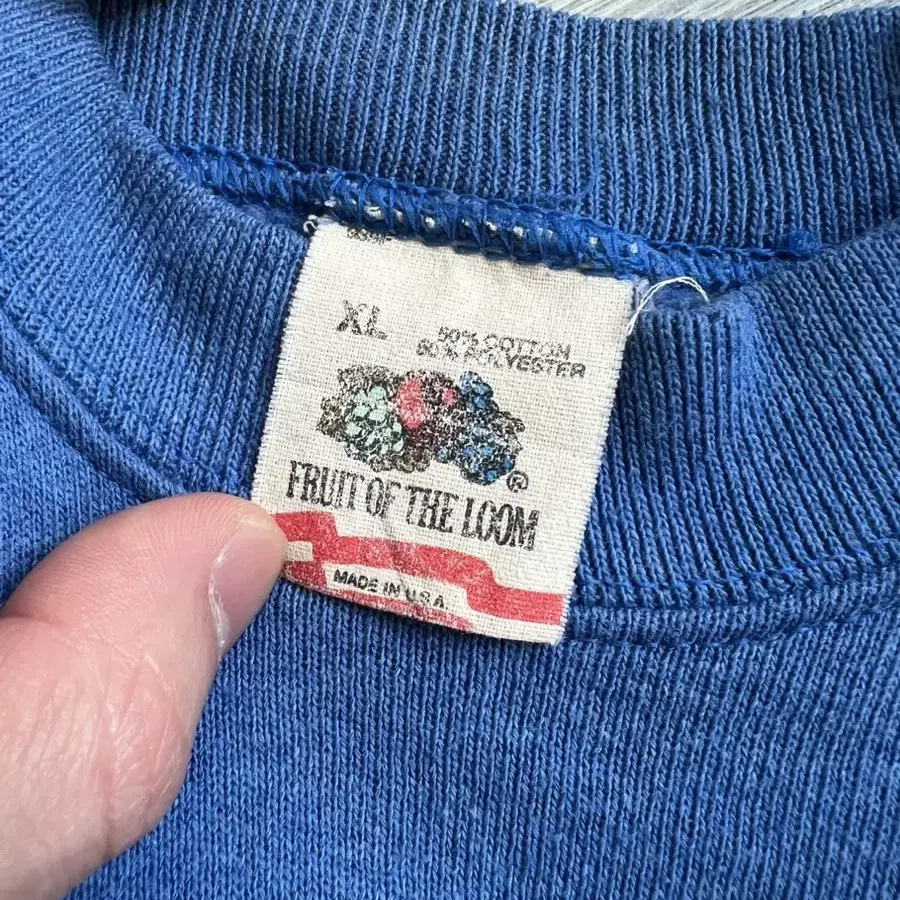 XL
50% COTTON
50% POLYESTER
®
FRUIT OF THE LOOM
MADE IN U.S.A.